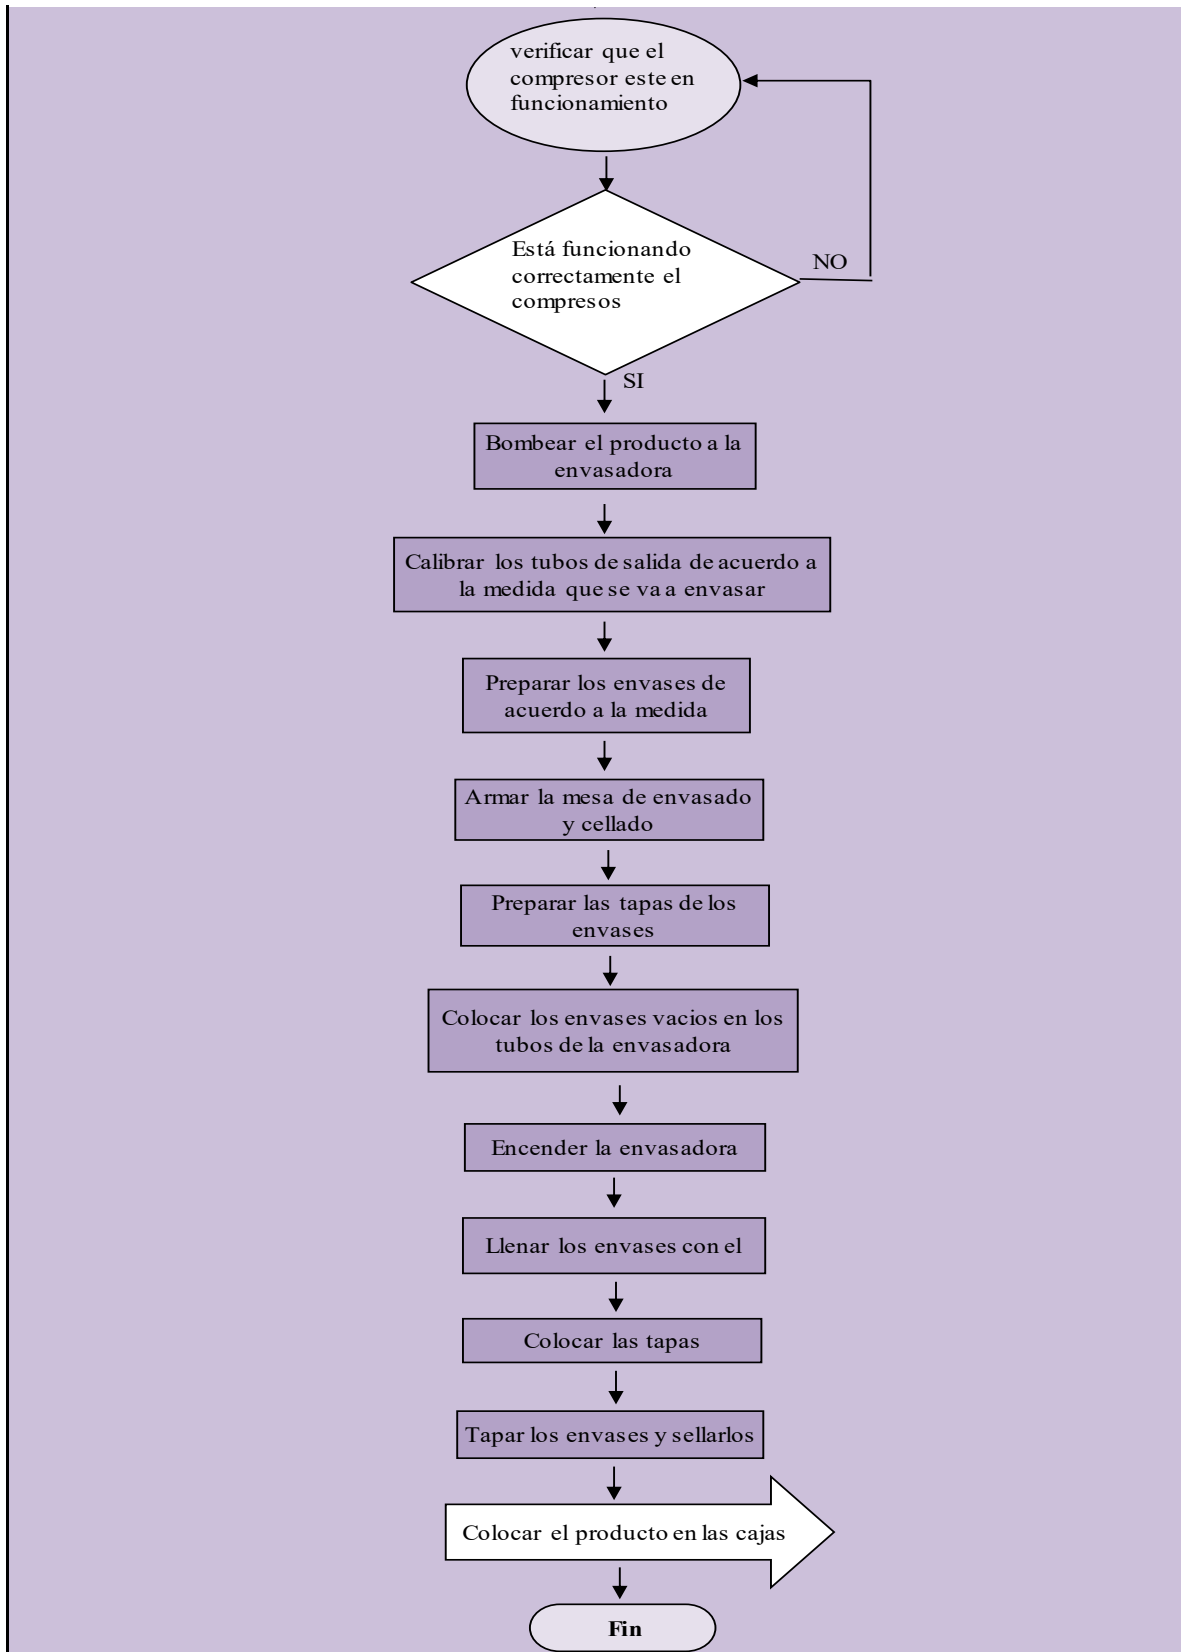 verificar que el
compresor este en
funcionamiento
Está funcionando
correctamente el
compresos
NO
SI
Bombear el producto a la
envasadora
Calibrar los tubos de salida de acuerdo a
la medida que se va a envasar
Preparar los envases de
acuerdo a la medida
Armar la mesa de envasado
y cellado
Preparar las tapas de los
envases
Colocar los envases vacios en los
tubos de la envasadora
Encender la envasadora
Llenar los envases con el
Colocar las tapas
Tapar los envases y sellarlos
Colocar el producto en las cajas
Fin